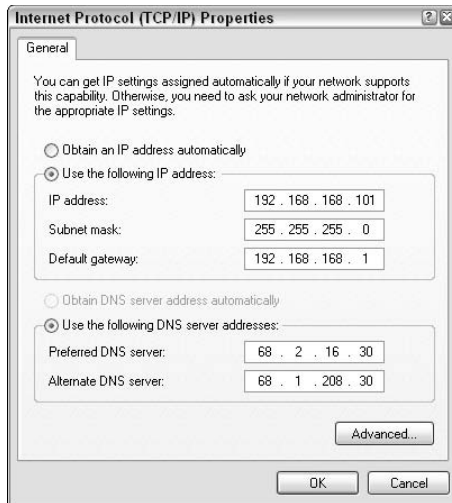 Internet Protocol (TCP/IP) Properties
General
You can get IP settings assigned automatically if your network supports
this capability. Otherwise, you need to ask your network administrator for
the appropriate IP settings.
Obtain an IP address automatically
Use the following IP address:
IP address: 192 . 168 . 168 . 101
Subnet mask: 255 . 255 . 255 . 0
Default gateway: 192 . 168 . 168 . 1
Obtain DNS server address automatically
Use the following DNS server addresses:
Preferred DNS server: 68 . 2 . 16 . 30
Alternate DNS server: 68 . 1 . 208 . 30
Advanced...
OK Cancel